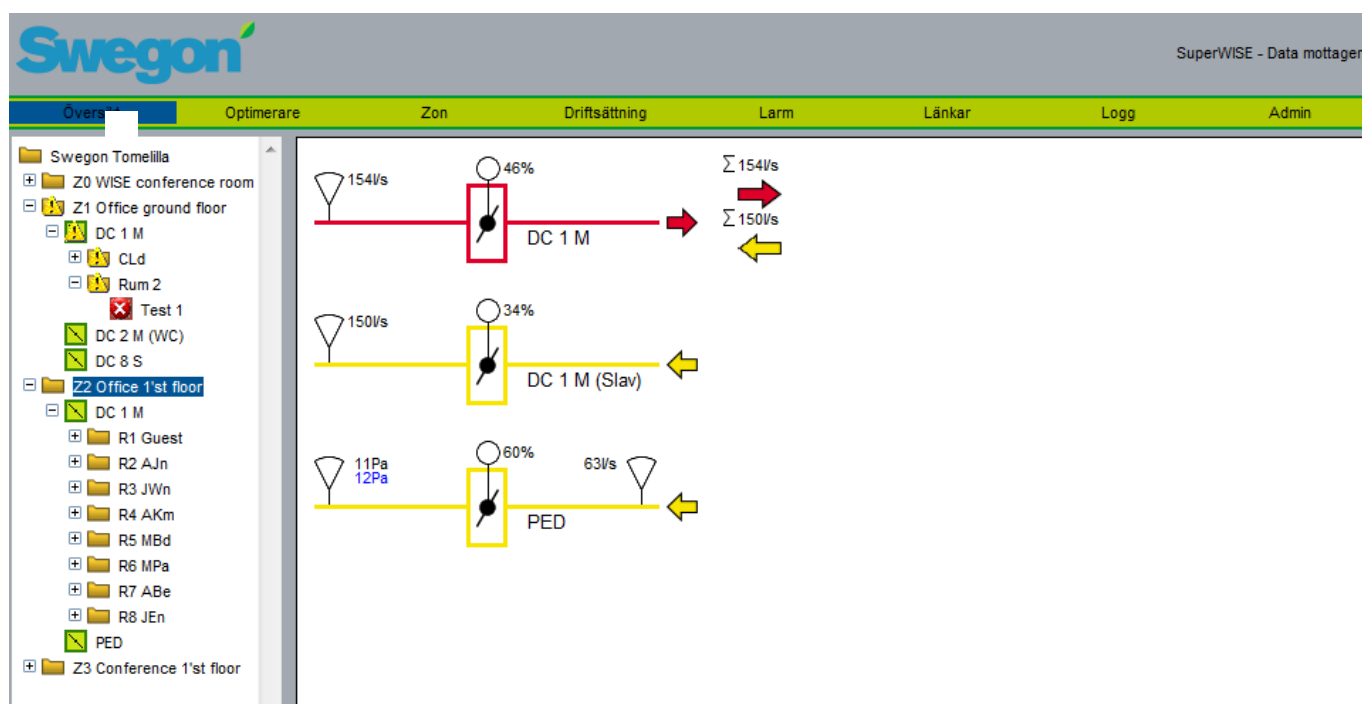 Swegon
SuperWISE - Data mottagen
Optimerare Zon Driftsättning Larm Länkar Logg Admin
Swegon Tomelilla
Z0 WISE conference room
Z1 Office ground floor
DC 1 M
CLd
Rum 2
Test 1
DC 2 M (WC)
DC 8 S
Z2 Office 1'st floor
DC 1 M
R1 Guest
R2 AJn
R3 JWn
R4 AKm
R5 MBd
R6 MPa
R7 ABe
R8 JEn
PED
Z3 Conference 1'st floor
154l/s 46% Σ 154l/s
DC 1 M Σ 150l/s
150l/s 34%
DC 1 M (Slav)
11Pa 60% 63l/s
12Pa
PED